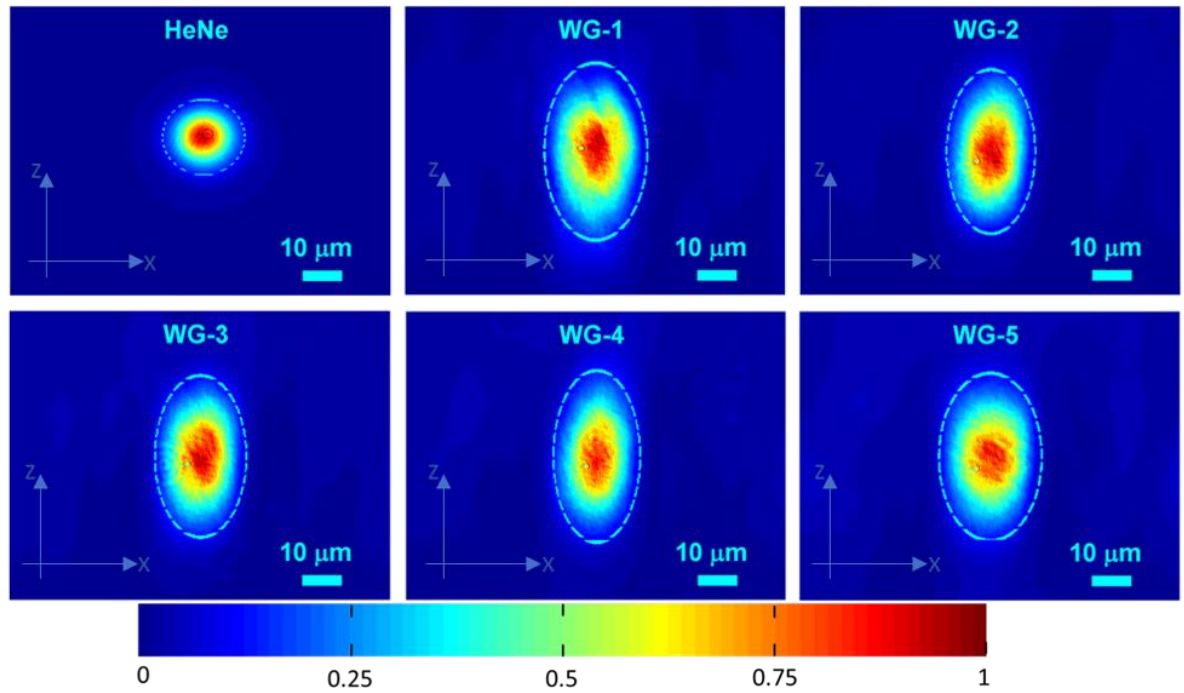 HeNe
Z
X
10 μm
WG-1
Z
X
10 μm
WG-2
Z
X
10 μm
WG-3
Z
X
10 μm
WG-4
Z
X
10 μm
WG-5
Z
X
10 μm
0 0.25 0.5 0.75 1